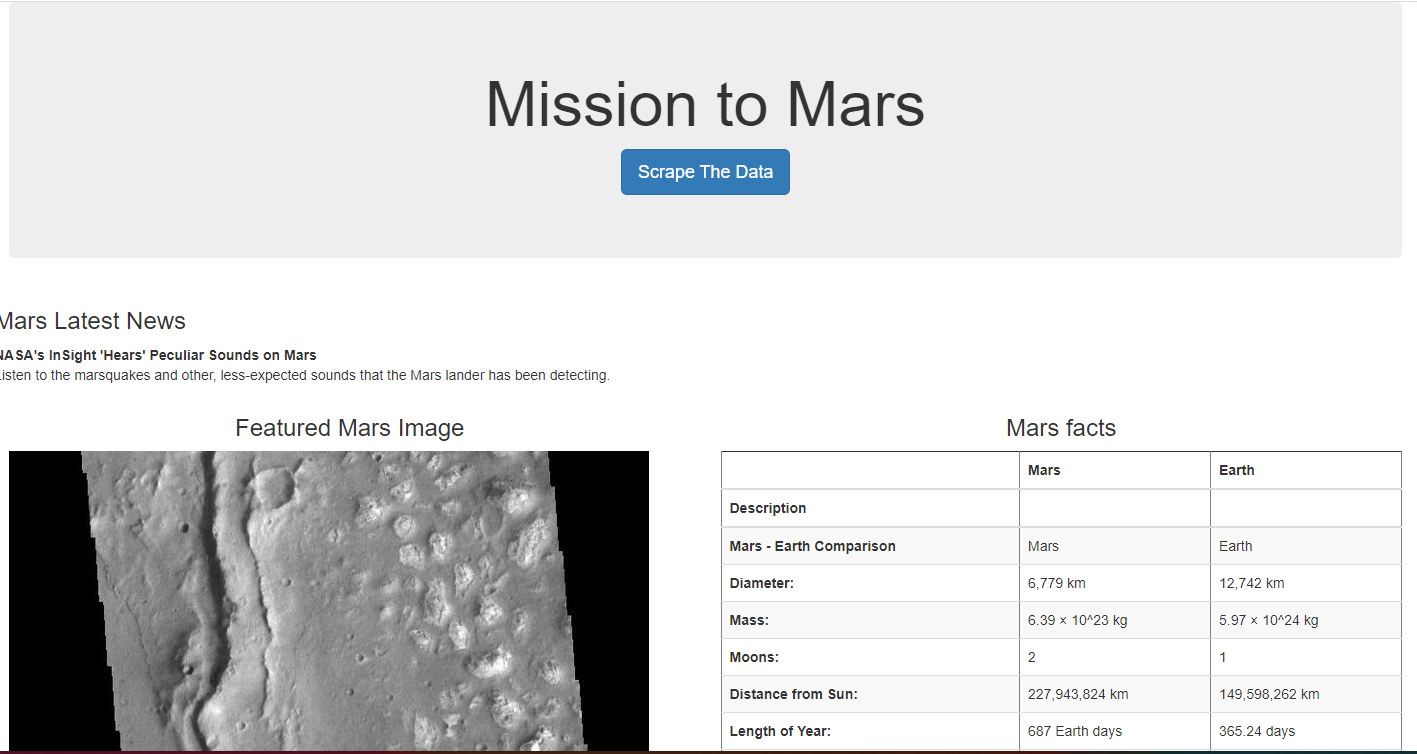 Mission to Mars
Scrape The Data
Mars Latest News
NASA's InSight 'Hears' Peculiar Sounds on Mars
Listen to the marsquakes and other, less-expected sounds that the Mars lander has been detecting.
Featured Mars Image
Mars facts
Mars Earth
Description
Mars - Earth Comparison Mars Earth
Diameter: 6,779 km 12,742 km
Mass: 6.39 × 10^23 kg 5.97 × 10^24 kg
Moons: 2 1
Distance from Sun: 227,943,824 km 149,598,262 km
Length of Year: 687 Earth days 365.24 days